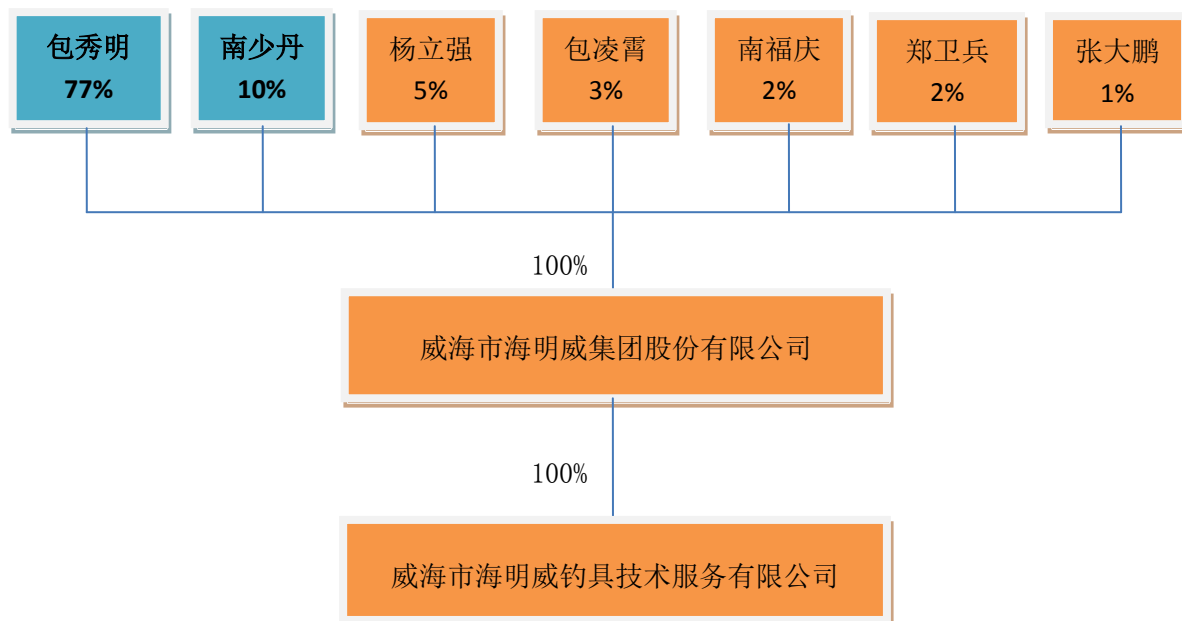 包秀明
77%
南少丹
10%
杨立强
5%
包凌霄
3%
南福庆
2%
郑卫兵
2%
张大鹏
1%
100%
威海市海明威集团股份有限公司
100%
威海市海明威钓具技术服务有限公司